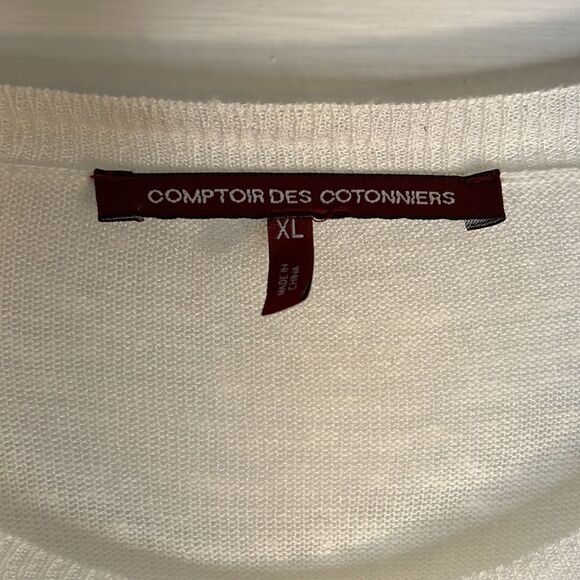 COMPTOIR DES COTONNIERS
XL
MADE IN
CHINA